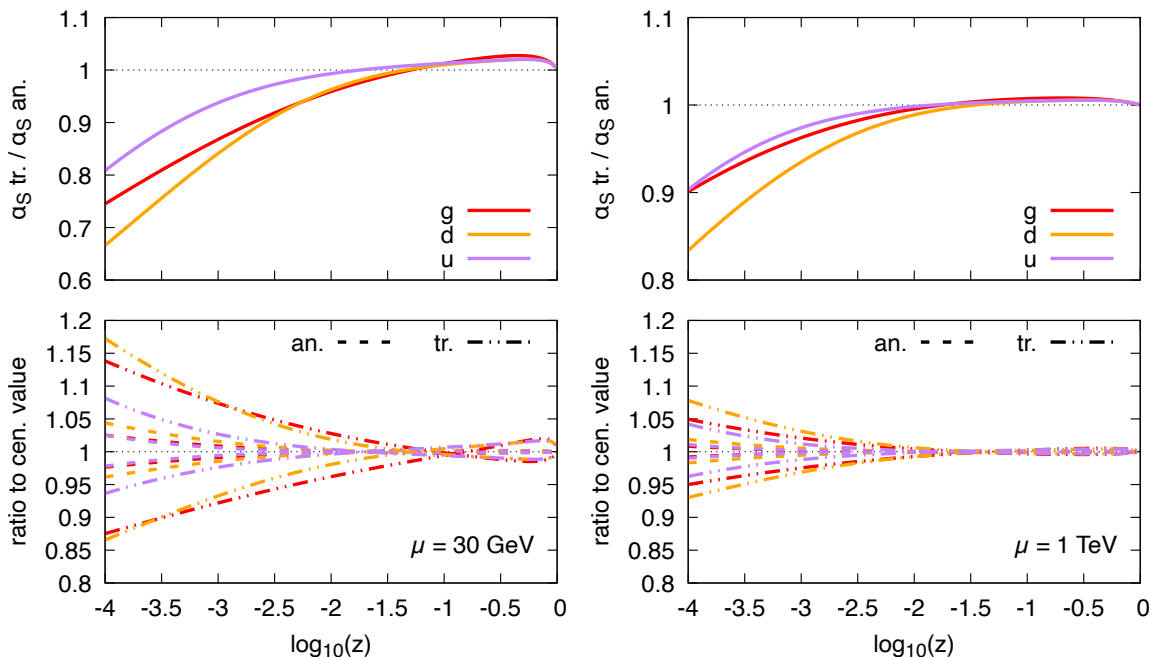 1.1
1
0.9
0.8
0.7
0.6
αS tr. / αS an.
g
d
u
1.1
1
0.9
0.8
αS tr. / αS an.
g
d
u
1.2
1.15
1.1
1.05
1
0.95
0.9
0.85
0.8
ratio to cen. value
an. tr.
μ = 30 GeV
-4 -3.5 -3 -2.5 -2 -1.5 -1 -0.5 0
log10(z)
1.2
1.15
1.1
1.05
1
0.95
0.9
0.85
0.8
ratio to cen. value
an. tr.
μ = 1 TeV
-4 -3.5 -3 -2.5 -2 -1.5 -1 -0.5 0
log10(z)